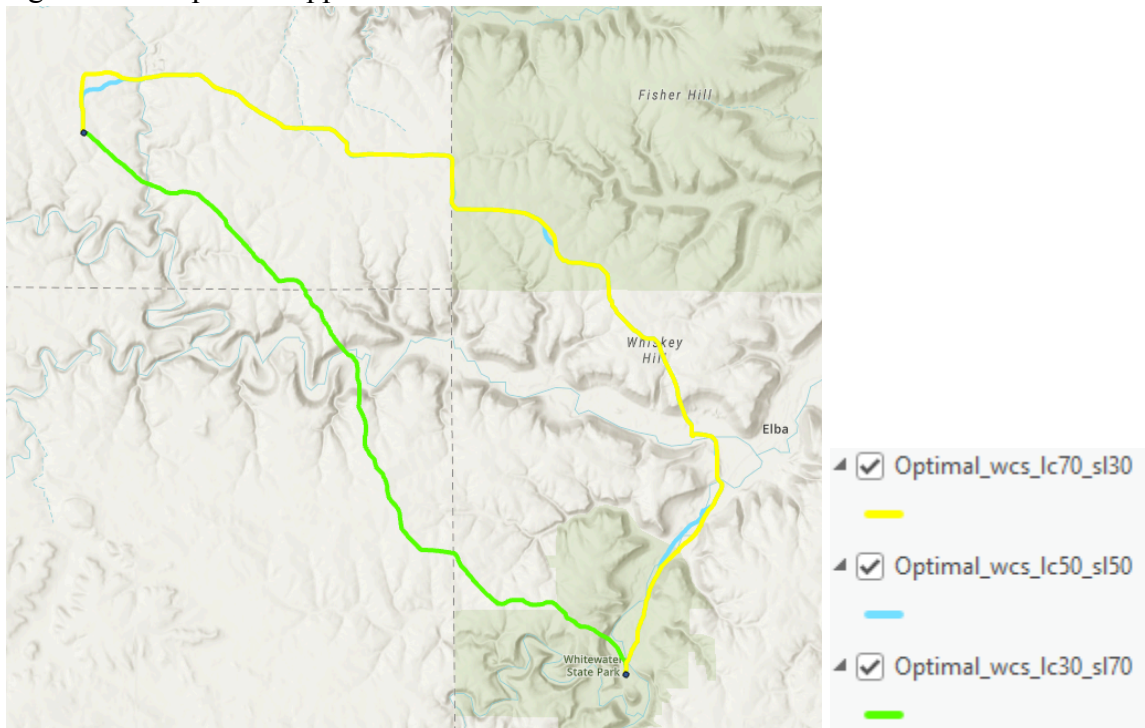 Fisher Hill
Whiskey
Hill
Elba
Whitewater
State Park
Optimal_wcs_lc70_sl30
Optimal_wcs_lc50_sl50
Optimal_wcs_lc30_sl70